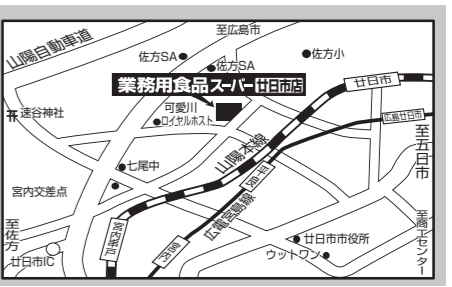 至広島市
山陽自動車道
佐方SA
佐方SA
佐方小
業務用食品スーパー廿日市店
廿日市
速谷神社
可愛川
ロイヤルホスト
広島廿日市
至五日市
山陽本線
七尾中
平良
宮内交差点
広電宮島線
至佐方
宮内串戸
宮内
至商工センター
廿日市市役所
廿日市IC
ウットワン